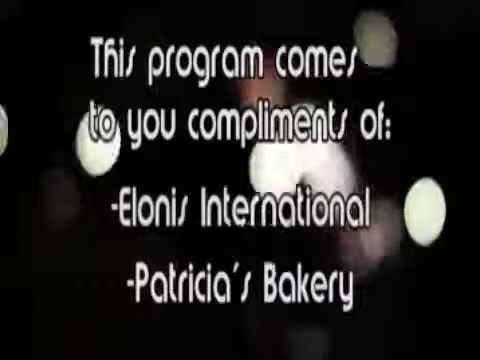 This program comes
to you compliments of:
-Elonis International
-Patricia's Bakery